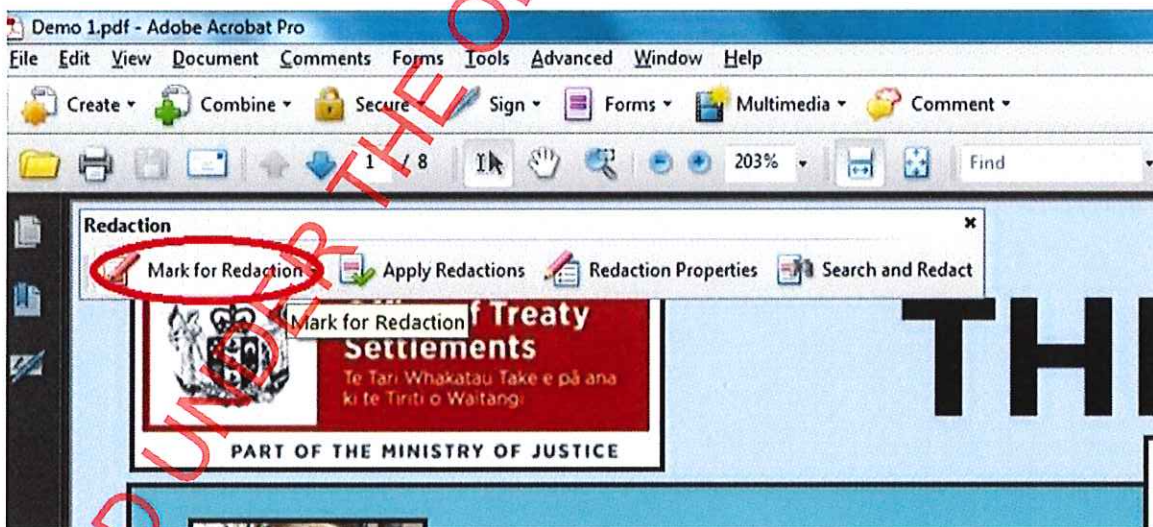 Demo 1.pdf - Adobe Acrobat Pro
File Edit View Document Comments Forms Tools Advanced Window Help
Create Combine Secure Sign Forms Multimedia Comment
1 / 8 203% Find
Redaction
Mark for Redaction Apply Redactions Redaction Properties Search and Redact
Mark for Redaction
f Treaty
Settlements
Te Tari Whakatau Take e pā ana
ki te Tiriti o Waitangi
PART OF THE MINISTRY OF JUSTICE
TH
D UNDER THE O